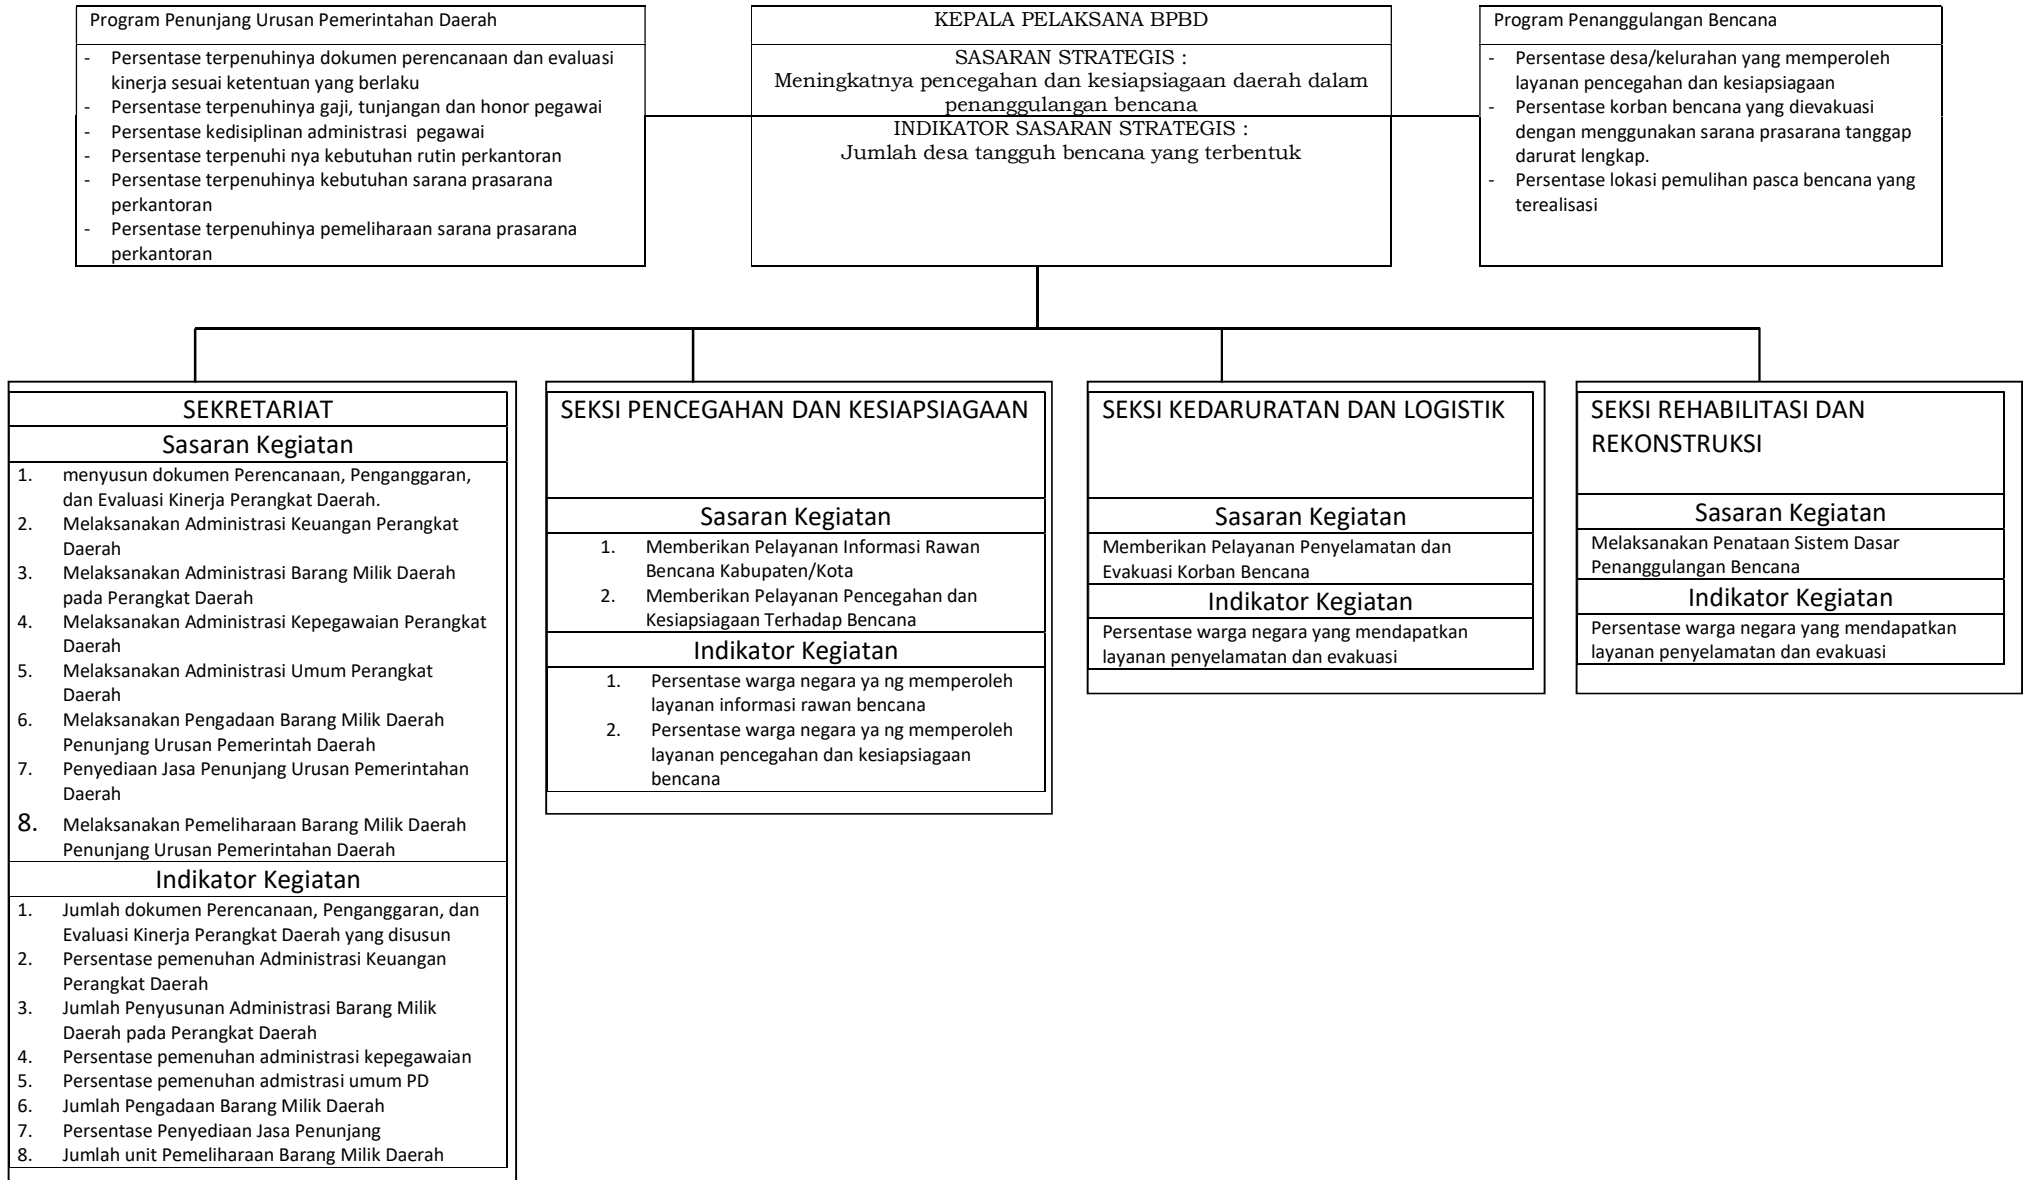 Program Penunjang Urusan Pemerintahan Daerah
- Persentase terpenuhinya dokumen perencanaan dan evaluasi
kinerja sesuai ketentuan yang berlaku
- Persentase terpenuhinya gaji, tunjangan dan honor pegawai
- Persentase kedisiplinan administrasi pegawai
- Persentase terpenuhi nya kebutuhan rutin perkantoran
- Persentase terpenuhinya kebutuhan sarana prasarana
perkantoran
- Persentase terpenuhinya pemeliharaan sarana prasarana
perkantoran
KEPALA PELAKSANA BPBD
SASARAN STRATEGIS :
Meningkatnya pencegahan dan kesiapsiagaan daerah dalam
penanggulangan bencana
INDIKATOR SASARAN STRATEGIS :
Jumlah desa tangguh bencana yang terbentuk
Program Penanggulangan Bencana
- Persentase desa/kelurahan yang memperoleh
layanan pencegahan dan kesiapsiagaan
- Persentase korban bencana yang dievakuasi
dengan menggunakan sarana prasarana tanggap
darurat lengkap.
- Persentase lokasi pemulihan pasca bencana yang
terealisasi
SEKRETARIAT
Sasaran Kegiatan
1. menyusun dokumen Perencanaan, Penganggaran,
dan Evaluasi Kinerja Perangkat Daerah.
2. Melaksanakan Administrasi Keuangan Perangkat
Daerah
3. Melaksanakan Administrasi Barang Milik Daerah
pada Perangkat Daerah
4. Melaksanakan Administrasi Kepegawaian Perangkat
Daerah
5. Melaksanakan Administrasi Umum Perangkat
Daerah
6. Melaksanakan Pengadaan Barang Milik Daerah
Penunjang Urusan Pemerintah Daerah
7. Penyediaan Jasa Penunjang Urusan Pemerintahan
Daerah
8. Melaksanakan Pemeliharaan Barang Milik Daerah
Penunjang Urusan Pemerintahan Daerah
Indikator Kegiatan
1. Jumlah dokumen Perencanaan, Penganggaran, dan
Evaluasi Kinerja Perangkat Daerah yang disusun
2. Persentase pemenuhan Administrasi Keuangan
Perangkat Daerah
3. Jumlah Penyusunan Administrasi Barang Milik
Daerah pada Perangkat Daerah
4. Persentase pemenuhan administrasi kepegawaian
5. Persentase pemenuhan admistrasi umum PD
6. Jumlah Pengadaan Barang Milik Daerah
7. Persentase Penyediaan Jasa Penunjang
8. Jumlah unit Pemeliharaan Barang Milik Daerah
SEKSI PENCEGAHAN DAN KESIAPSIAGAAN
Sasaran Kegiatan
1. Memberikan Pelayanan Informasi Rawan
Bencana Kabupaten/Kota
2. Memberikan Pelayanan Pencegahan dan
Kesiapsiagaan Terhadap Bencana
Indikator Kegiatan
1. Persentase warga negara ya ng memperoleh
layanan informasi rawan bencana
2. Persentase warga negara ya ng memperoleh
layanan pencegahan dan kesiapsiagaan
bencana
SEKSI KEDARURATAN DAN LOGISTIK
Sasaran Kegiatan
Memberikan Pelayanan Penyelamatan dan
Evakuasi Korban Bencana
Indikator Kegiatan
Persentase warga negara yang mendapatkan
layanan penyelamatan dan evakuasi
SEKSI REHABILITASI DAN
REKONSTRUKSI
Sasaran Kegiatan
Melaksanakan Penataan Sistem Dasar
Penanggulangan Bencana
Indikator Kegiatan
Persentase warga negara yang mendapatkan
layanan penyelamatan dan evakuasi